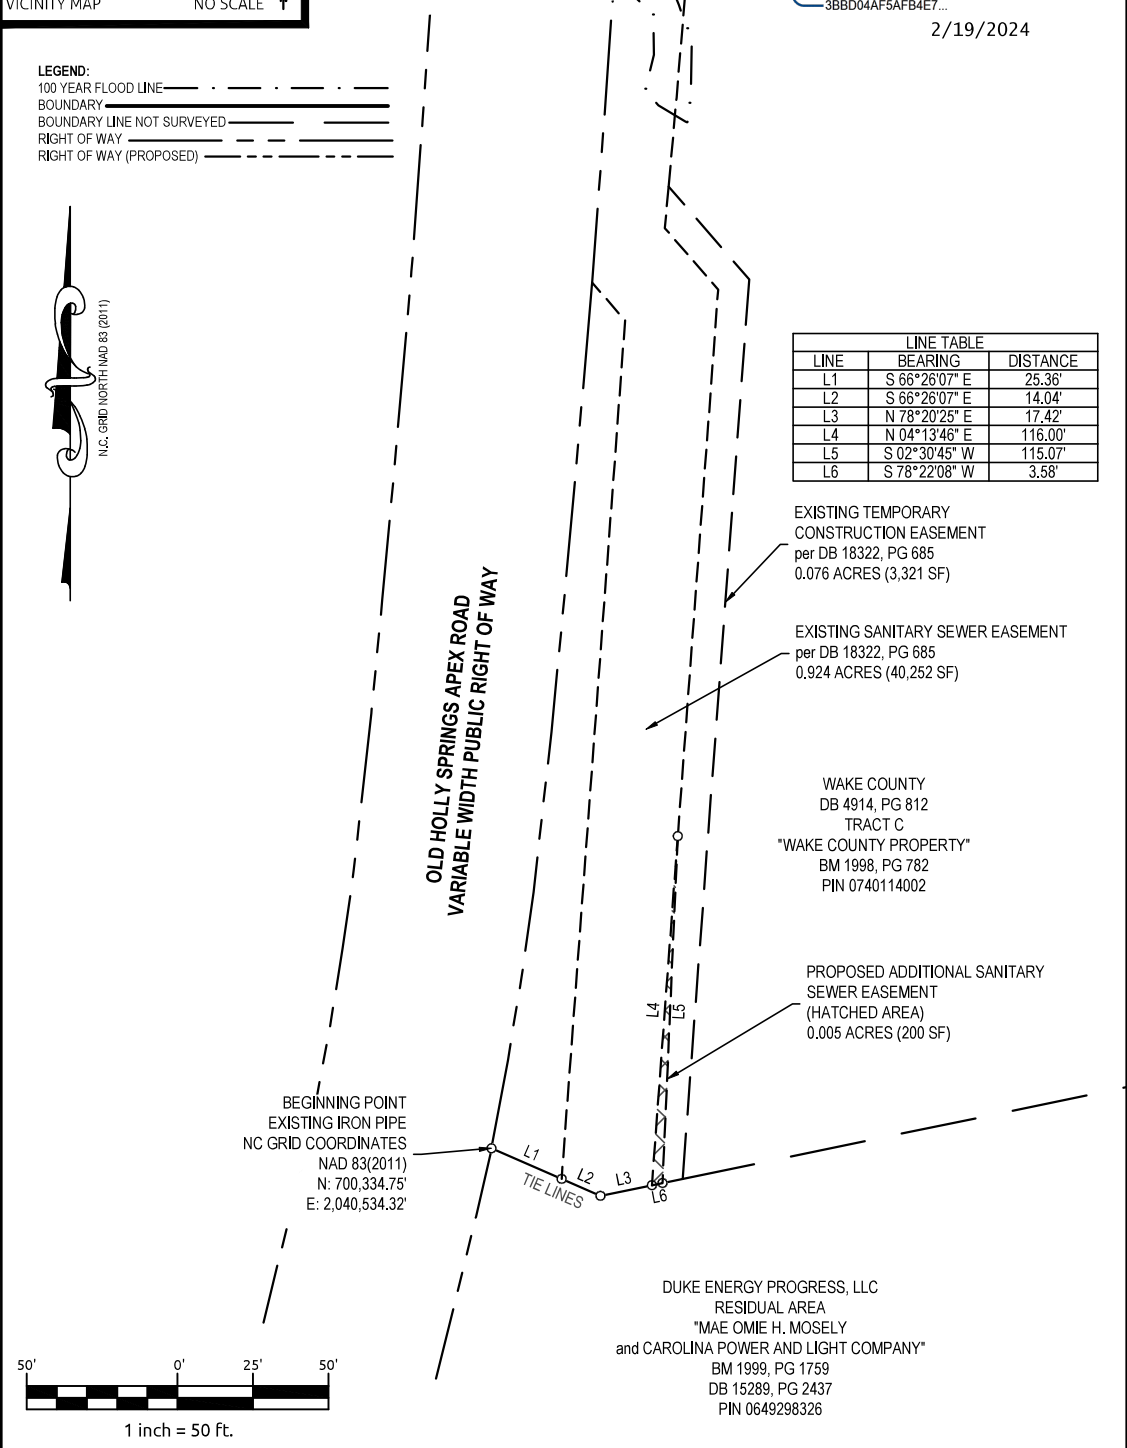 VICINITY MAP NO SCALE
3BBD04AF5AFB4E7...
2/19/2024
LEGEND:
100 YEAR FLOOD LINE
BOUNDARY
BOUNDARY LINE NOT SURVEYED
RIGHT OF WAY
RIGHT OF WAY (PROPOSED)
N.C. GRID NORTH NAD 83 (2011)
LINE TABLE
LINE BEARING DISTANCE
L1 S 66°26'07" E 25.36'
L2 S 66°26'07" E 14.04'
L3 N 78°20'25" E 17.42'
L4 N 04°13'46" E 116.00'
L5 S 02°30'45" W 115.07'
L6 S 78°22'08" W 3.58'
EXISTING TEMPORARY
CONSTRUCTION EASEMENT
per DB 18322, PG 685
0.076 ACRES (3,321 SF)
EXISTING SANITARY SEWER EASEMENT
per DB 18322, PG 685
0.924 ACRES (40,252 SF)
OLD HOLLY SPRINGS APEX ROAD
VARIABLE WIDTH PUBLIC RIGHT OF WAY
WAKE COUNTY
DB 4914, PG 812
TRACT C
"WAKE COUNTY PROPERTY"
BM 1998, PG 782
PIN 0740114002
PROPOSED ADDITIONAL SANITARY
SEWER EASEMENT
(HATCHED AREA)
0.005 ACRES (200 SF)
L4
L5
BEGINNING POINT
EXISTING IRON PIPE
NC GRID COORDINATES
NAD 83(2011)
N: 700,334.75'
E: 2,040,534.32'
L1
L2
L3
L6
TIE LINES
DUKE ENERGY PROGRESS, LLC
RESIDUAL AREA
"MAE OMIE H. MOSELY
and CAROLINA POWER AND LIGHT COMPANY"
BM 1999, PG 1759
DB 15289, PG 2437
PIN 0649298326
50' 0' 25' 50'
1 inch = 50 ft.